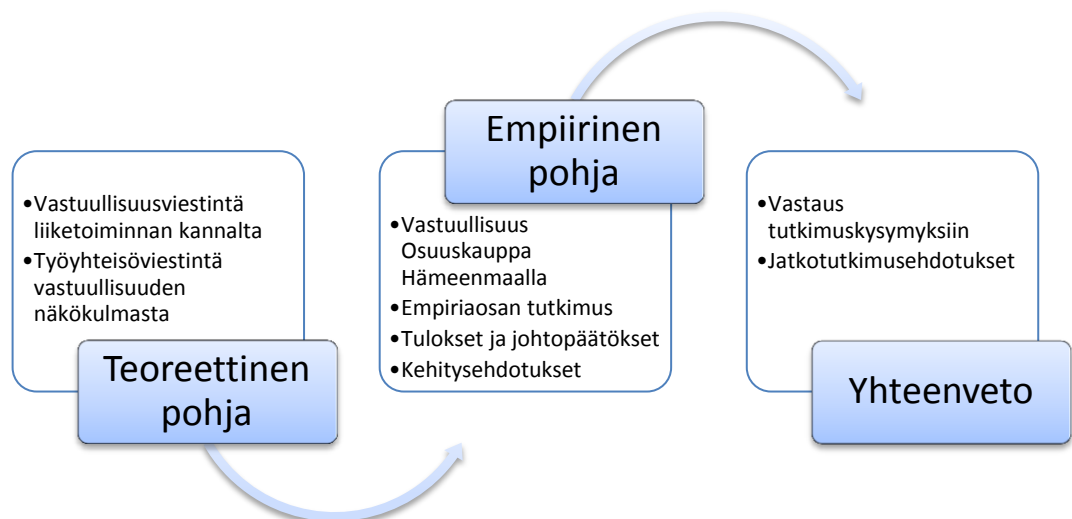 •Vastuullisuusviestintä
liiketoiminnan kannalta
•Työyhteisöviestintä
vastuullisuuden
näkökulmasta
Teoreettinen
pohja
Empiirinen
pohja
•Vastuullisuus
Osuuskauppa
Hämeenmaalla
•Empiriaosan tutkimus
•Tulokset ja johtopäätökset
•Kehitysehdotukset
•Vastaus
tutkimuskysymyksiin
•Jatkotutkimusehdotukset
Yhteenveto